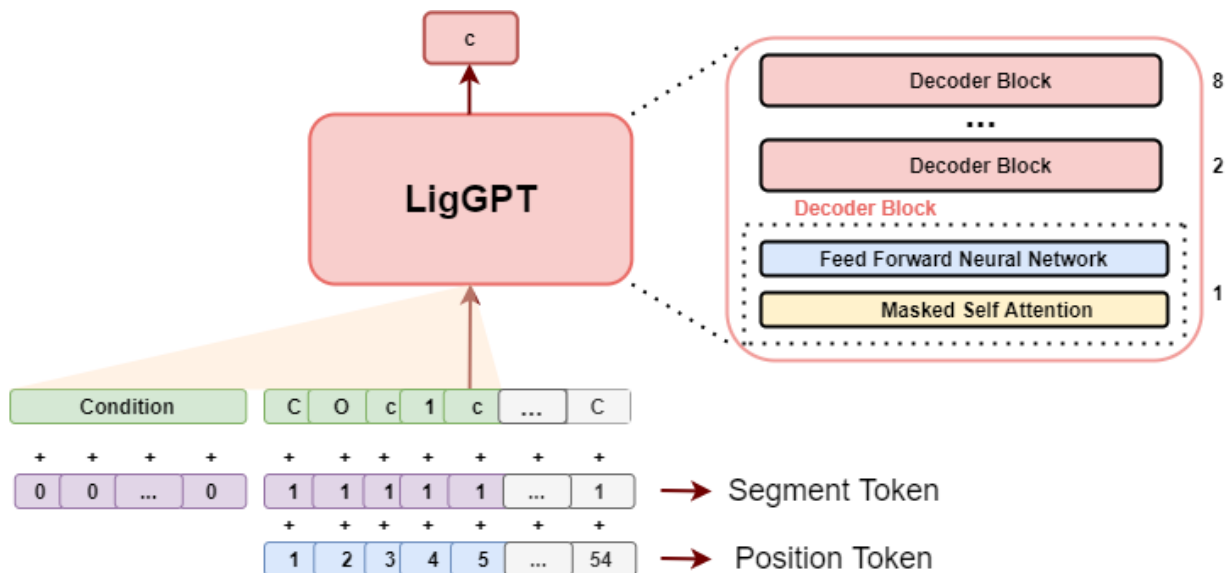 c
LigGPT
Decoder Block 8
...
Decoder Block 2
Decoder Block
Feed Forward Neural Network
Masked Self Attention
1
Condition C O c 1 c ... C
+ + + + + + + + + + +
0 0 ... 0 1 1 1 1 1 ... 1 Segment Token
+ + + + + + +
1 2 3 4 5 ... 54 Position Token